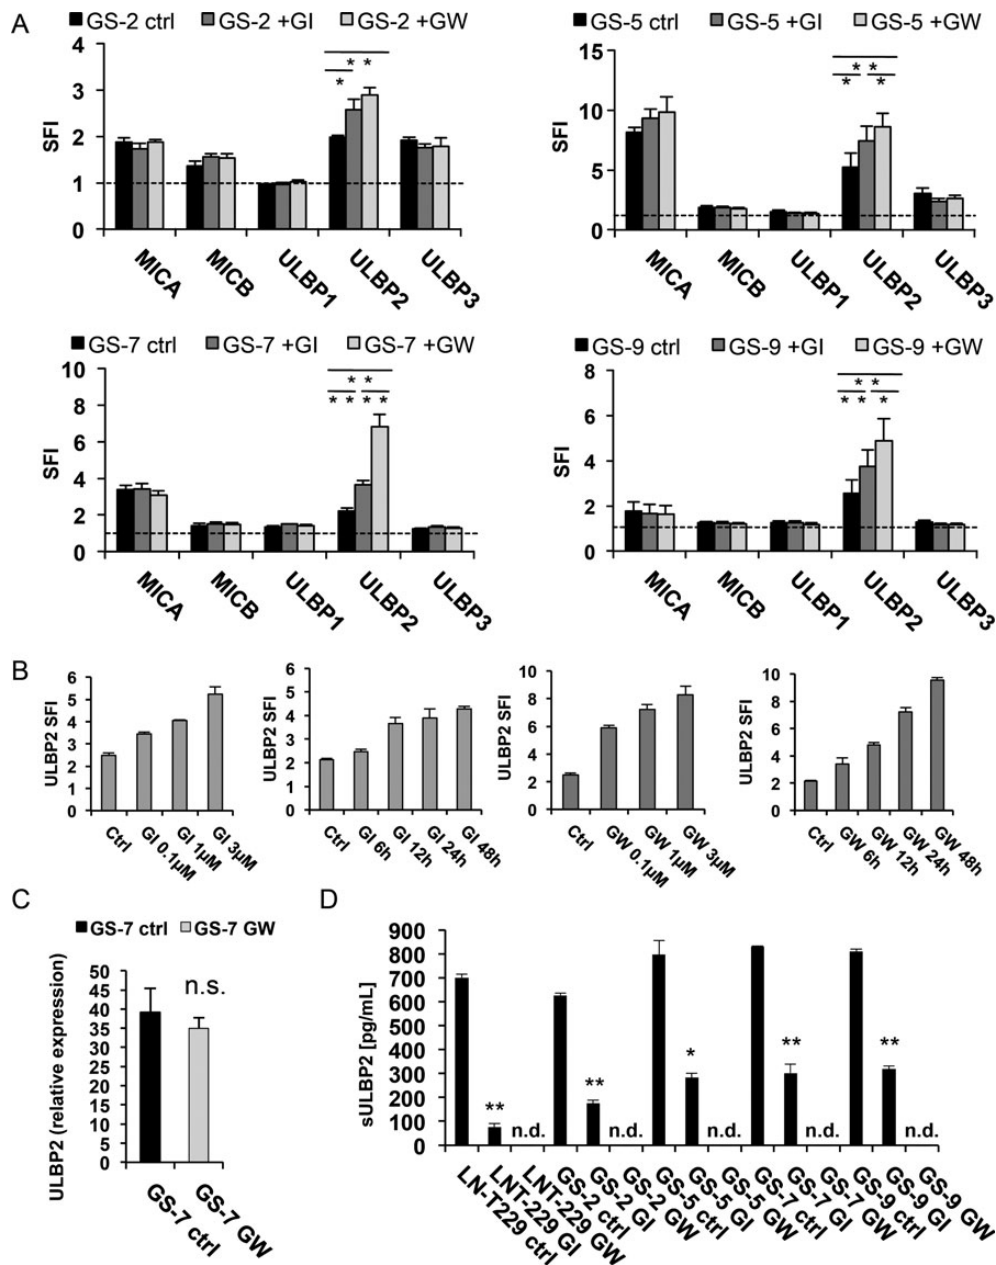 A
GS-2 ctrl GS-2 +GI GS-2 +GW
4
3
2
1
0
SFI
* *
*
MICA MICB ULBP1 ULBP2 ULBP3
GS-5 ctrl GS-5 +GI GS-5 +GW
15
10
5
0
SFI
* *
* *
MICA MICB ULBP1 ULBP2 ULBP3
GS-7 ctrl GS-7 +GI GS-7 +GW
10
8
6
4
2
0
SFI
* *
* * * *
MICA MICB ULBP1 ULBP2 ULBP3
GS-9 ctrl GS-9 +GI GS-9 +GW
8
6
4
2
0
SFI
* *
* * *
MICA MICB ULBP1 ULBP2 ULBP3
B
6
5
4
3
2
1
0
ULBP2 SFI
Ctrl GI 0.1µM GI 1µM GI 3µM
6
5
4
3
2
1
0
ULBP2 SFI
Ctrl GI 6h GI 12h GI 24h GI 48h
10
8
6
4
2
0
ULBP2 SFI
Ctrl GW 0.1µM GW 1µM GW 3µM
10
8
6
4
2
0
ULBP2 SFI
Ctrl GW 6h GW 12h GW 24h GW 48h
C
GS-7 ctrl GS-7 GW
50
45
40
35
30
25
20
15
10
5
0
ULBP2 (relative expression)
n.s.
GS-7 ctrl GS-7 GW
D
900
800
700
600
500
400
300
200
100
0
sULBP2 [pg/mL]
** n.d. ** n.d. * n.d. ** n.d. ** n.d.
LN-T229 ctrl LNT-229 GI LNT-229 GW GS-2 ctrl GS-2 GI GS-2 GW GS-5 ctrl GS-5 GI GS-5 GW GS-7 ctrl GS-7 GI GS-7 GW GS-9 ctrl GS-9 GI GS-9 GW